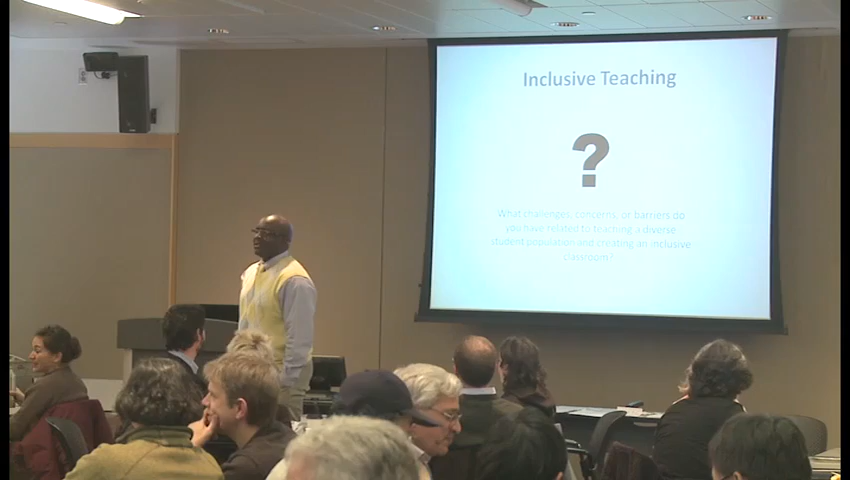 Inclusive Teaching
?
What challenges, concerns, or barriers do
you have related to teaching a diverse
student population and creating an inclusive
classroom?